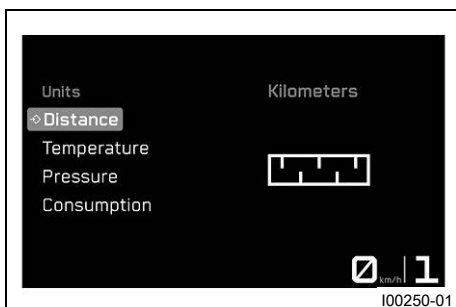 Units
Kilometers
Distance
Temperature
Pressure
Consumption
0 km/h 1
I00250-01